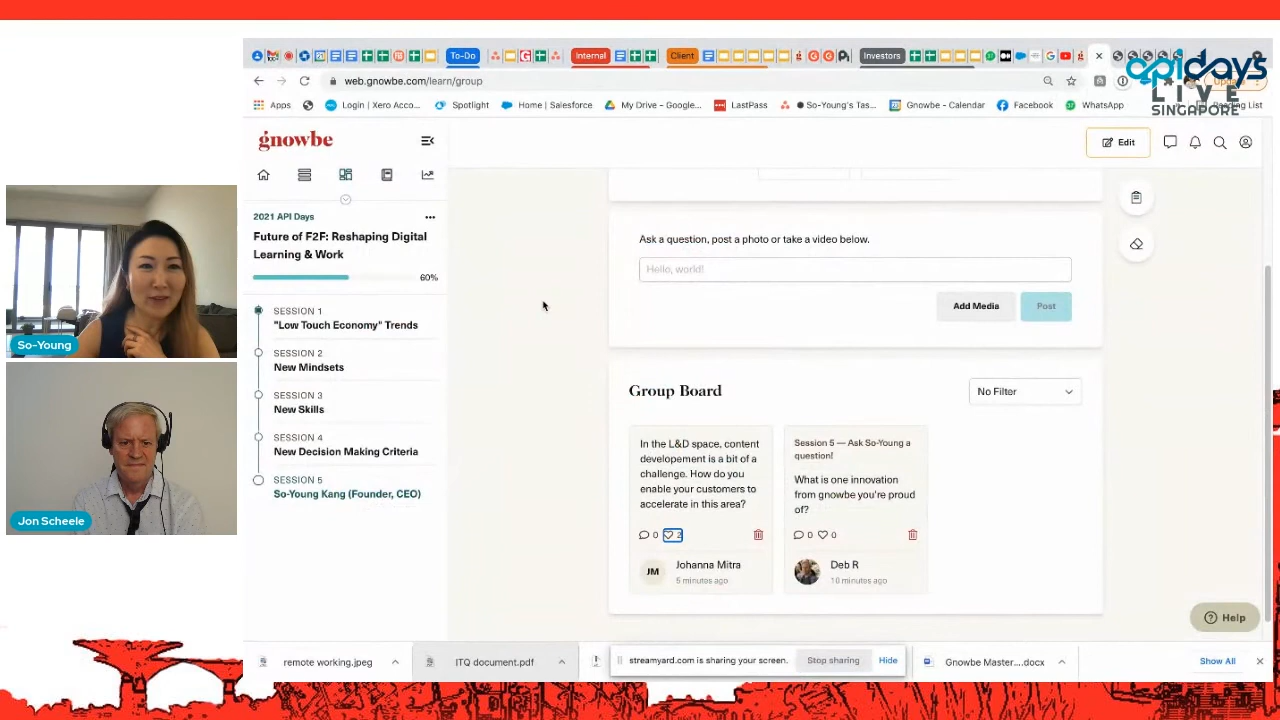 To-Do
Internal
Client
Investors
web.gnowbe.com/learn/group
apidays
LIVE
SINGAPORE
Apps
Login | Xero Acco...
Spotlight
Home | Salesforce
My Drive – Google...
LastPass
So-Young's Tas...
Gnowbe - Calendar
Facebook
WhatsApp
Reading List
gnowbe
Edit
2021 API Days
Future of F2F: Reshaping Digital
Learning & Work
60%
SESSION 1
"Low Touch Economy" Trends
SESSION 2
New Mindsets
SESSION 3
New Skills
SESSION 4
New Decision Making Criteria
SESSION 5
So-Young Kang (Founder, CEO)
So-Young
Jon Scheele
Ask a question, post a photo or take a video below.
Hello, world!
Add Media
Post
Group Board
No Filter
In the L&D space, content
developement is a bit of a
challenge. How do you
enable your customers to
accelerate in this area?
0
2
JM
Johanna Mitra
5 minutes ago
Session 5 — Ask So-Young a
question!
What is one innovation
from gnowbe you're proud
of?
0
0
Deb R
10 minutes ago
Help
remote working.jpeg
ITQ document.pdf
streamyard.com is sharing your screen.
Stop sharing
Hide
Gnowbe Master....docx
Show All